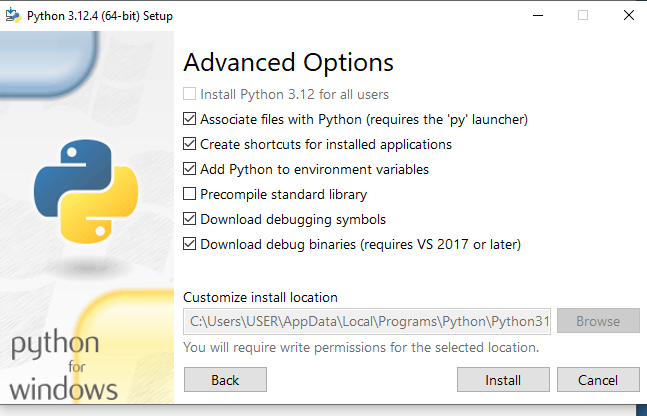 Python 3.12.4 (64-bit) Setup
Advanced Options
Install Python 3.12 for all users
Associate files with Python (requires the 'py' launcher)
Create shortcuts for installed applications
Add Python to environment variables
Precompile standard library
Download debugging symbols
Download debug binaries (requires VS 2017 or later)
Customize install location
C:\Users\USER\AppData\Local\Programs\Python\Python31
Browse
You will require write permissions for the selected location.
python
for
windows
Back
Install
Cancel